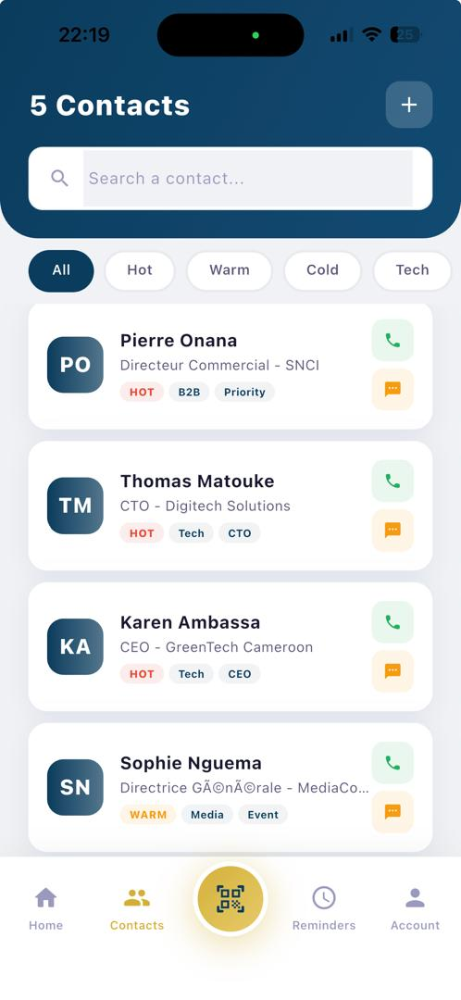 22:19
25
5 Contacts
+
Search a contact...
All Hot Warm Cold Tech
PO
Pierre Onana
Directeur Commercial - SNCI
HOT B2B Priority
TM
Thomas Matouke
CTO - Digitech Solutions
HOT Tech CTO
KA
Karen Ambassa
CEO - GreenTech Cameroon
HOT Tech CEO
SN
Sophie Nguema
Directrice GÃ©nÃ©rale - MediaCo...
WARM Media Event
Home Contacts Reminders Account